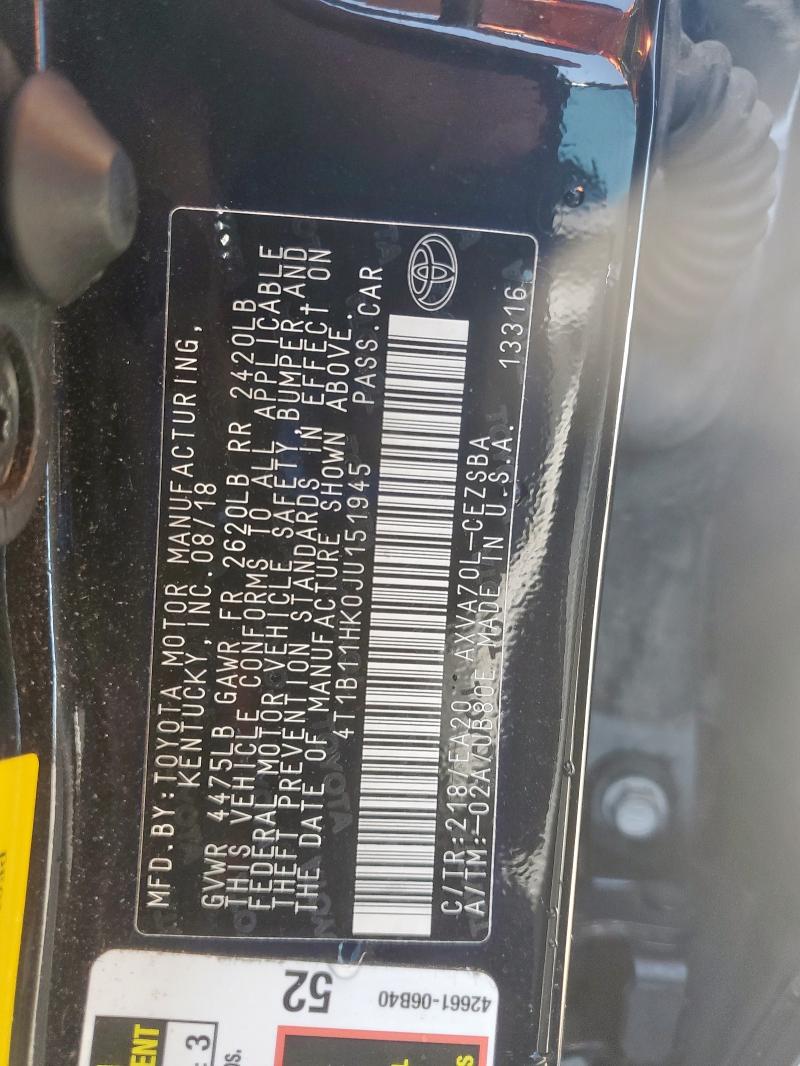 MFD.BY:TOYOTA MOTOR MANUFACTURING,
KENTUCKY,INC.08/18
GVWR 4475LB GAWR FR 2620LB RR 2420LB
THIS VEHICLE CONFORMS TO ALL APPLICABLE
FEDERAL MOTOR VEHICLE SAFETY,BUMPER,AND
THEFT PREVENTION STANDARDS IN EFFECT ON
THE DATE OF MANUFACTURE SHOWN ABOVE.
4T1B11HK0JU151945 PASS.CAR
C/TR:218/EA20 AXVA70L-CEZSBA
A/TM:-02A/UB80E MADE IN U.S.A. 13316
52
42661-06B40
3